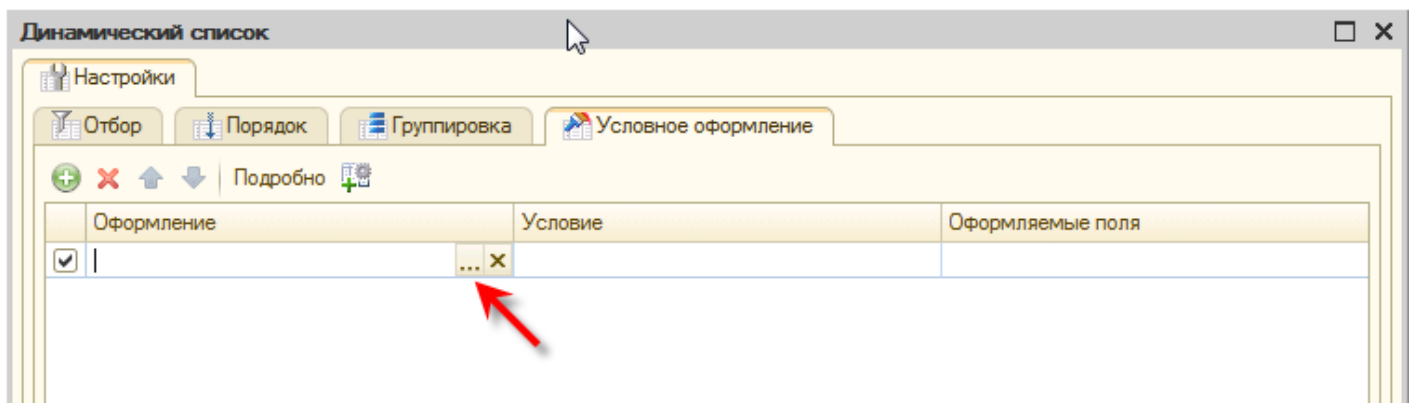 Динамический список
Настройки
Отбор Порядок Группировка Условное оформление
Подробно
Оформление Условие Оформляемые поля
...